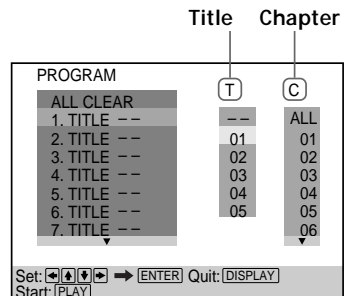 Title Chapter
PROGRAM
T C
ALL CLEAR
1. TITLE – – – – ALL
2. TITLE – – 01 01
3. TITLE – – 02 02
4. TITLE – – 03 03
5. TITLE – – 04 04
6. TITLE – – 05 05
7. TITLE – – 06
Set: ENTER Quit: DISPLAY
Start: PLAY